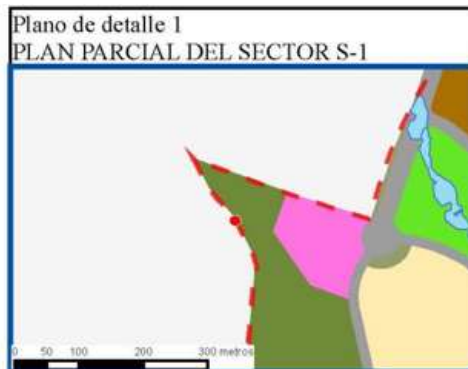 Plano de detalle 1
PLAN PARCIAL DEL SECTOR S-1
0 50 100 200 300 metros